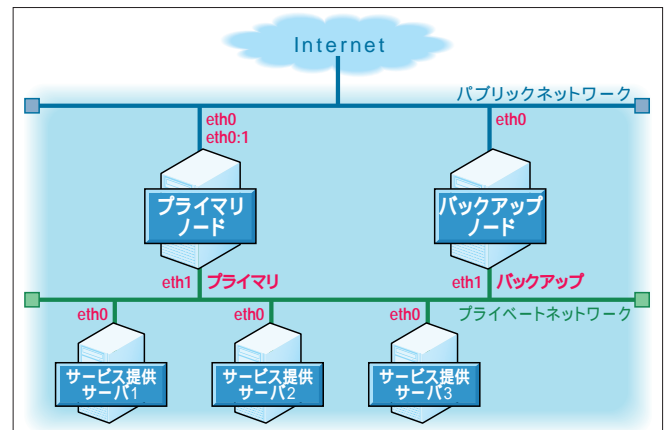 Internet
パブリックネットワーク
eth0
eth0:1
eth0
プライマリ
ノード
バックアップ
ノード
eth1 プライマリ
eth1 バックアップ
eth0
eth0
eth0
プライベートネットワーク
サービス提供
サーバ1
サービス提供
サーバ2
サービス提供
サーバ3